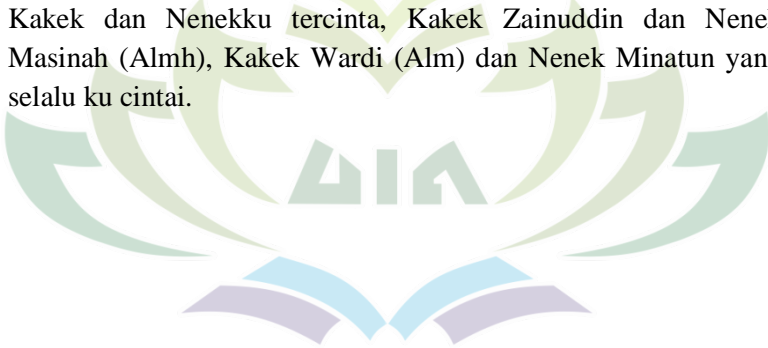 Kakek dan Nenekku tercinta, Kakek Zainuddin dan Nene
Masinah (Almh), Kakek Wardi (Alm) dan Nenek Minatun yan
selalu ku cintai.